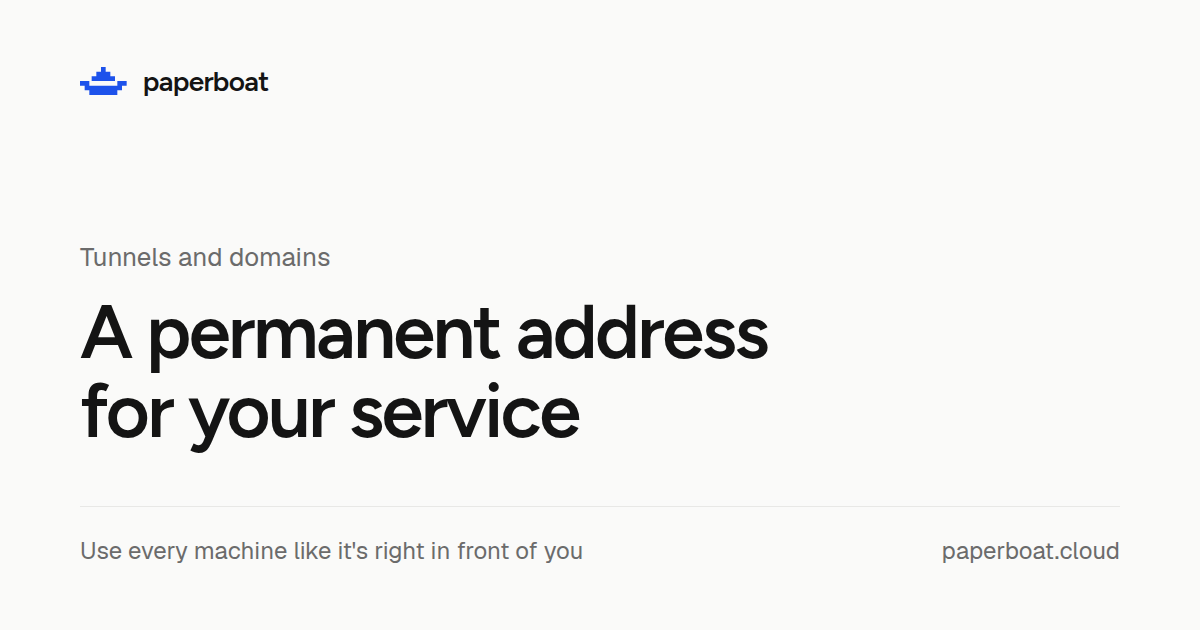 paperboat
Tunnels and domains
A permanent address
for your service
Use every machine like it's right in front of you
paperboat.cloud